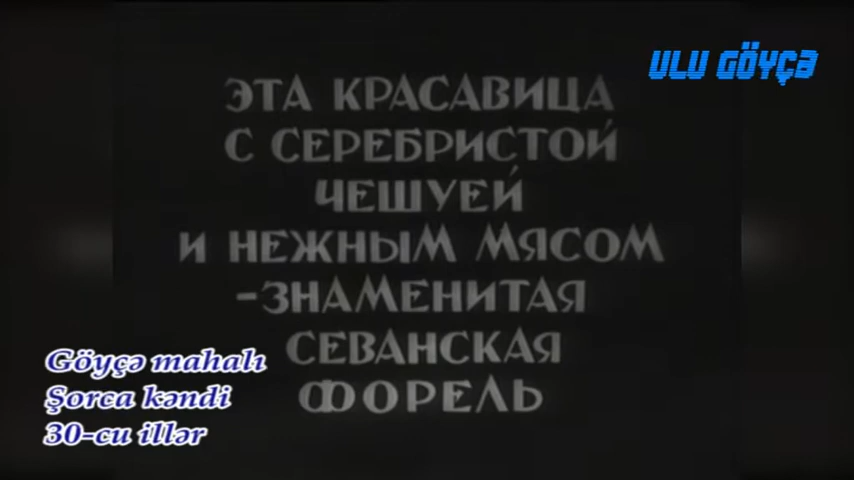 ULU GÖYÇƏ
ЭТА КРАСАВИЦА
С СЕРЕБРИСТОЙ
ЧЕШУЕЙ
И НЕЖНЫМ МЯСОМ
-ЗНАМЕНИТАЯ
СЕВАНСКАЯ
ФОРЕЛЬ
Göyçə mahalı
Şorca kəndi
30-cu illər